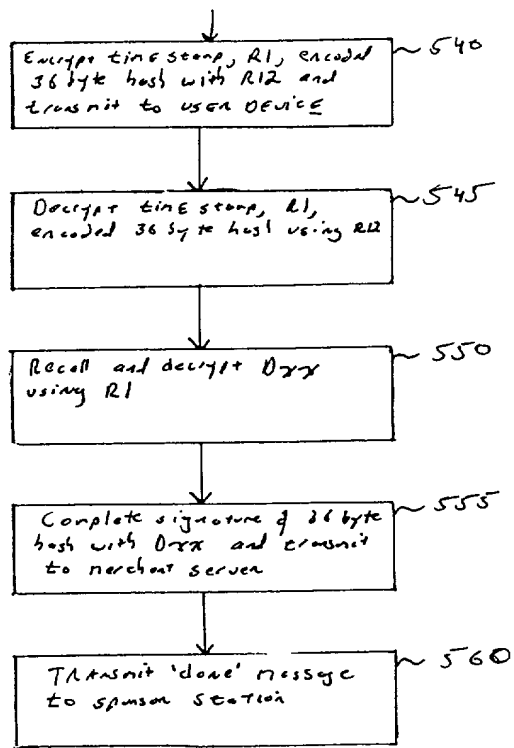 Encrypt timE stamp, R1, encoded
36 byte hash with R12 and
transmit to USER DEVICE
540
Decrypt timE stamp, R1,
encoded 36 byte hash using R12
545
Recall and decrypt Dxx
using R1
550
Complete signature of 36 byte
hash with Dxx and transmit
to merchant server
555
TRANSMIT 'done' message
to sponsor station
560